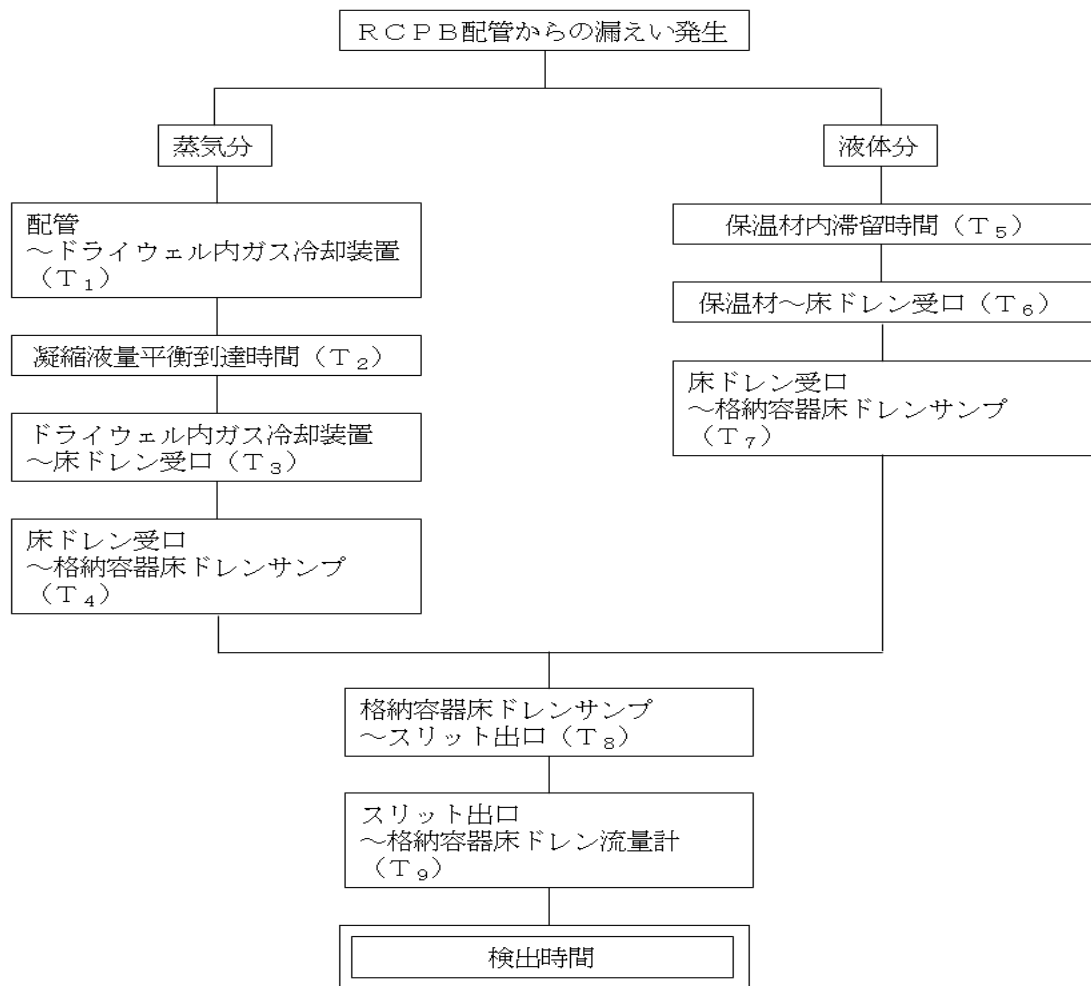 ＲＣＰＢ配管からの漏えい発生
蒸気分
液体分
配管
～ドライウェル内ガス冷却装置
（Ｔ₁）
凝縮液量平衡到達時間（Ｔ₂）
ドライウェル内ガス冷却装置
～床ドレン受口（Ｔ₃）
床ドレン受口
～格納容器床ドレンサンプ
（Ｔ₄）
保温材内滞留時間（Ｔ₅）
保温材～床ドレン受口（Ｔ₆）
床ドレン受口
～格納容器床ドレンサンプ
（Ｔ₇）
格納容器床ドレンサンプ
～スリット出口（Ｔ₈）
スリット出口
～格納容器床ドレン流量計
（Ｔ₉）
検出時間